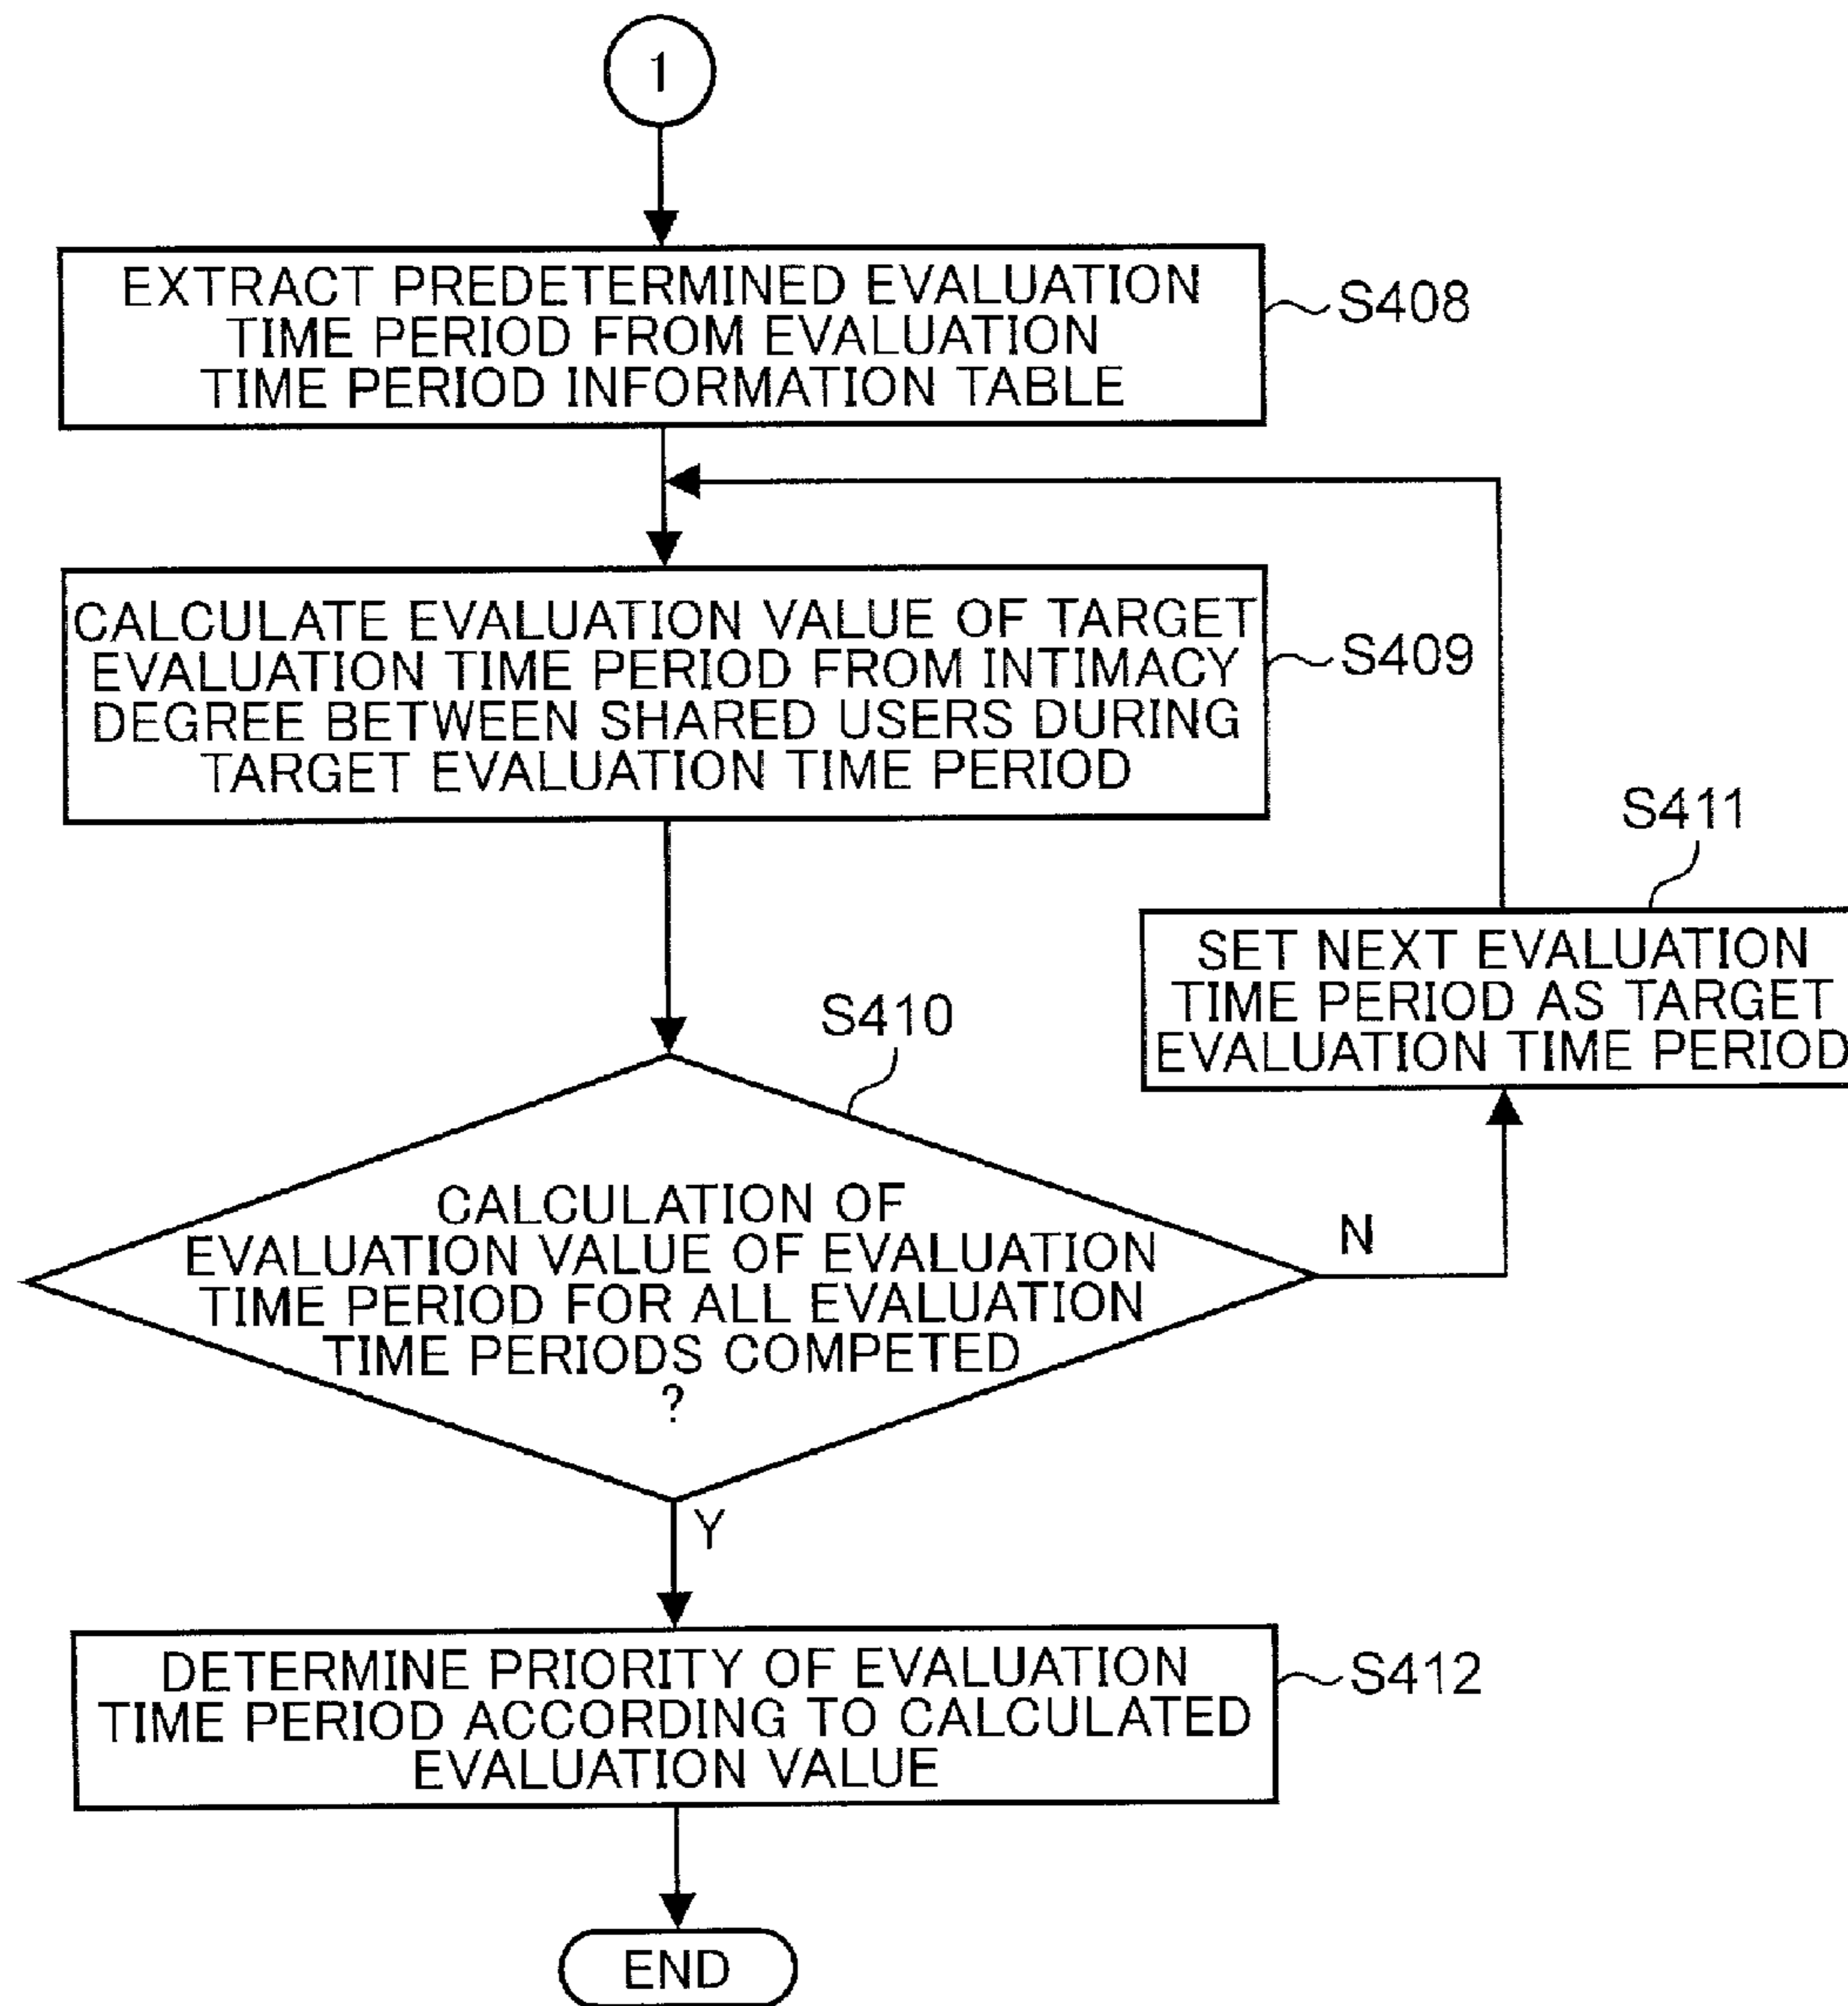 1
EXTRACT PREDETERMINED EVALUATION
TIME PERIOD FROM EVALUATION
TIME PERIOD INFORMATION TABLE
S408
CALCULATE EVALUATION VALUE OF TARGET
EVALUATION TIME PERIOD FROM INTIMACY
DEGREE BETWEEN SHARED USERS DURING
TARGET EVALUATION TIME PERIOD
S409
S411
SET NEXT EVALUATION
TIME PERIOD AS TARGET
EVALUATION TIME PERIOD
S410
CALCULATION OF
EVALUATION VALUE OF EVALUATION
TIME PERIOD FOR ALL EVALUATION
TIME PERIODS COMPETED
?
N
Y
DETERMINE PRIORITY OF EVALUATION
TIME PERIOD ACCORDING TO CALCULATED
EVALUATION VALUE
S412
END